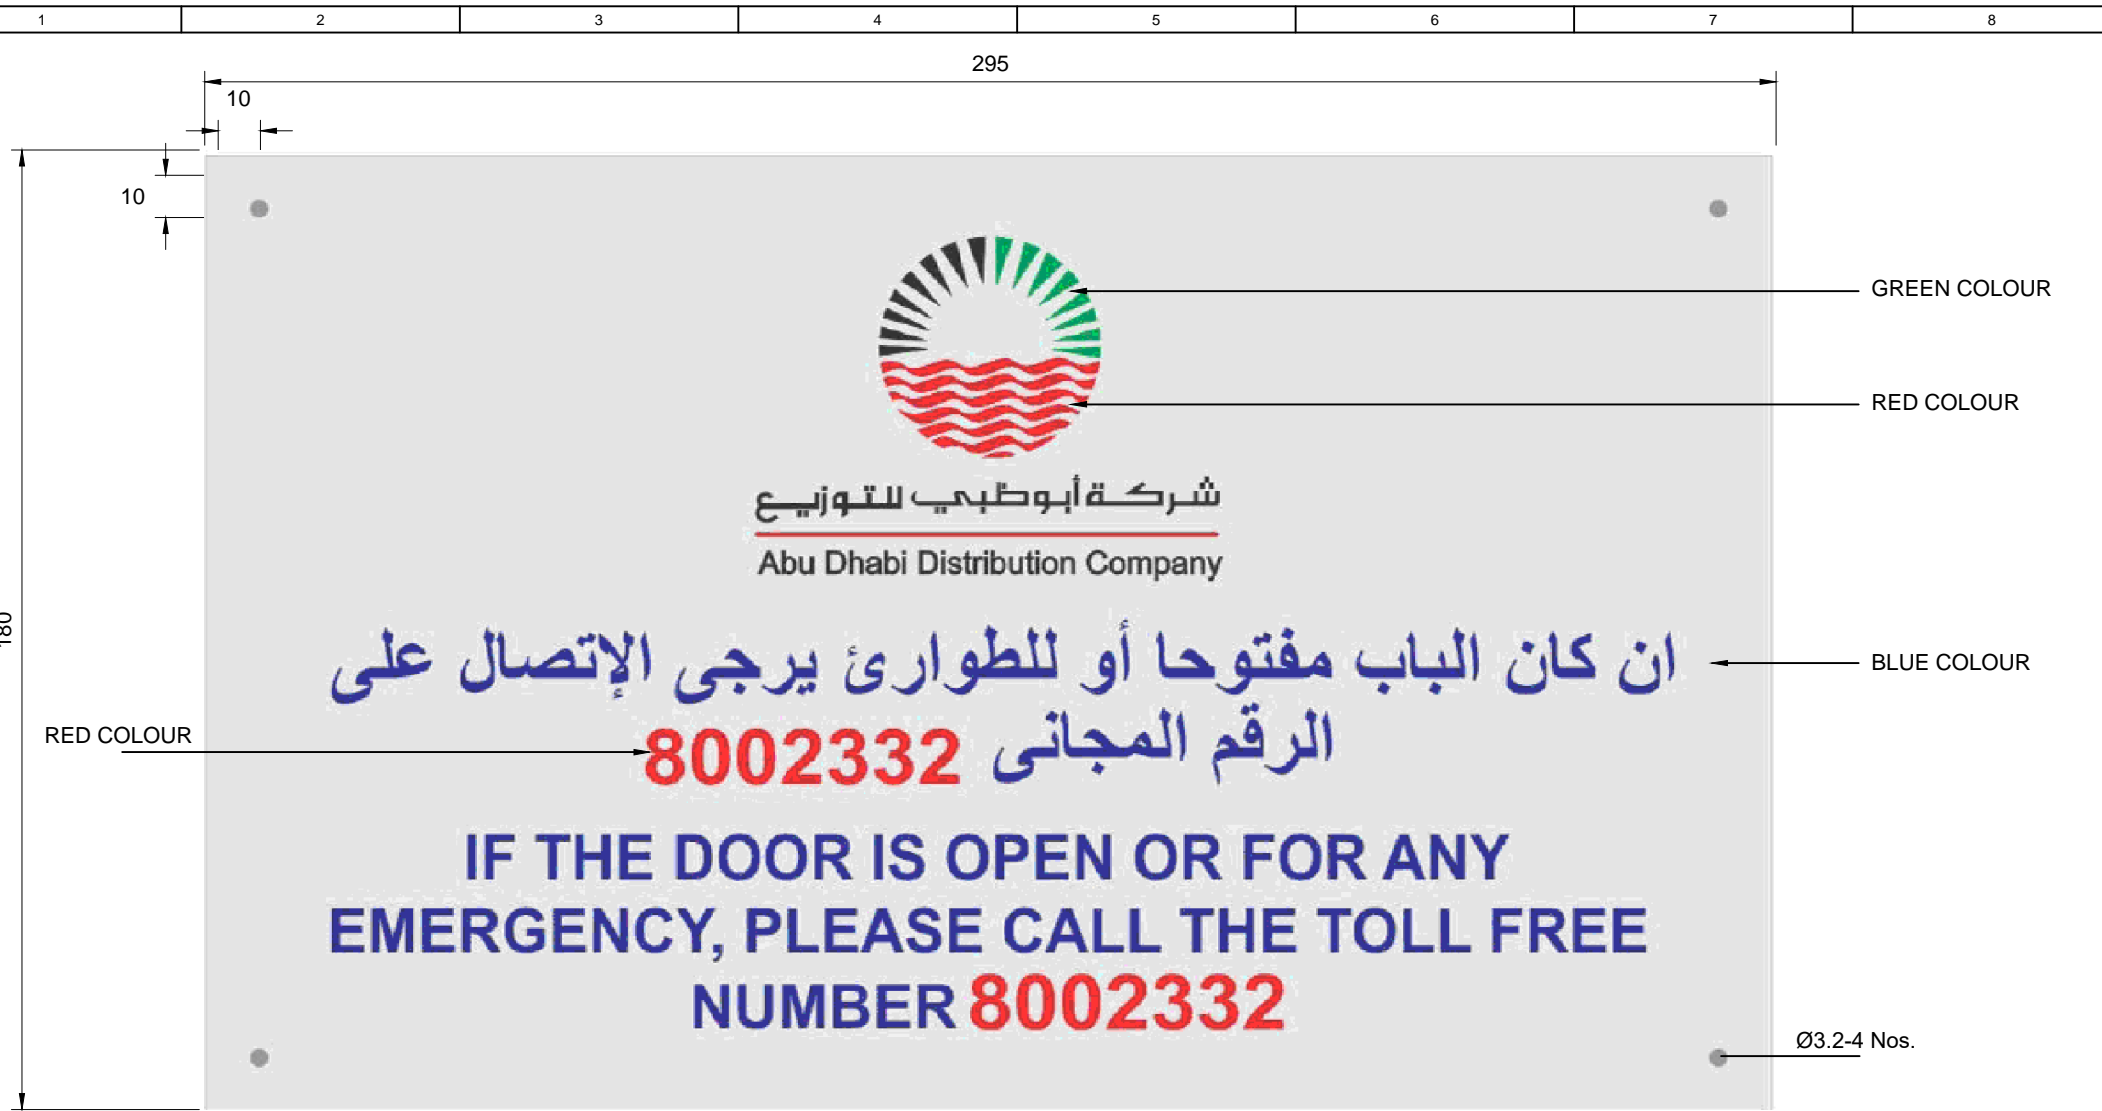 1 2 3 4 5 6 7 8
295
10
10
180
GREEN COLOUR
RED COLOUR
شركة أبوظبي للتوزيع
Abu Dhabi Distribution Company
ان كان الباب مفتوحا أو للطوارئ يرجى الإتصال على
BLUE COLOUR
الرقم المجانى 8002332
RED COLOUR
IF THE DOOR IS OPEN OR FOR ANY
EMERGENCY, PLEASE CALL THE TOLL FREE
NUMBER 8002332
Ø3.2-4 Nos.